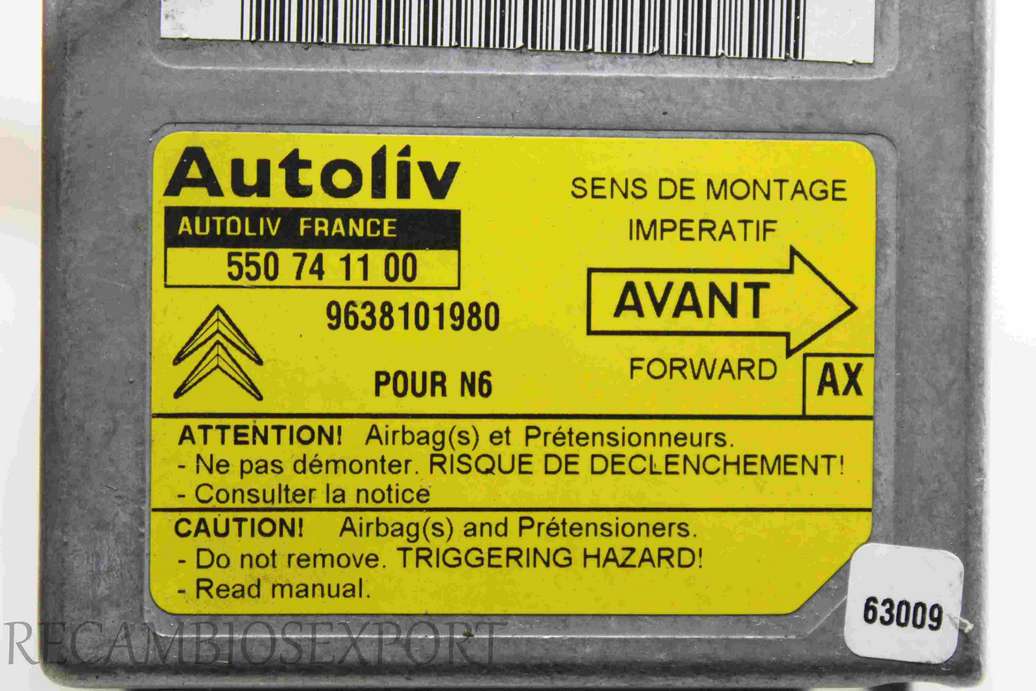 Autoliv
AUTOLIV FRANCE
550 74 11 00
9638101980
POUR N6
SENS DE MONTAGE
IMPERATIF
AVANT
FORWARD
AX
ATTENTION! Airbag(s) et Prétensionneurs.
- Ne pas démonter. RISQUE DE DECLENCHEMENT!
- Consulter la notice
CAUTION! Airbag(s) and Prétensioners.
- Do not remove. TRIGGERING HAZARD!
- Read manual.
63009
RECAMBIOSEXPORT